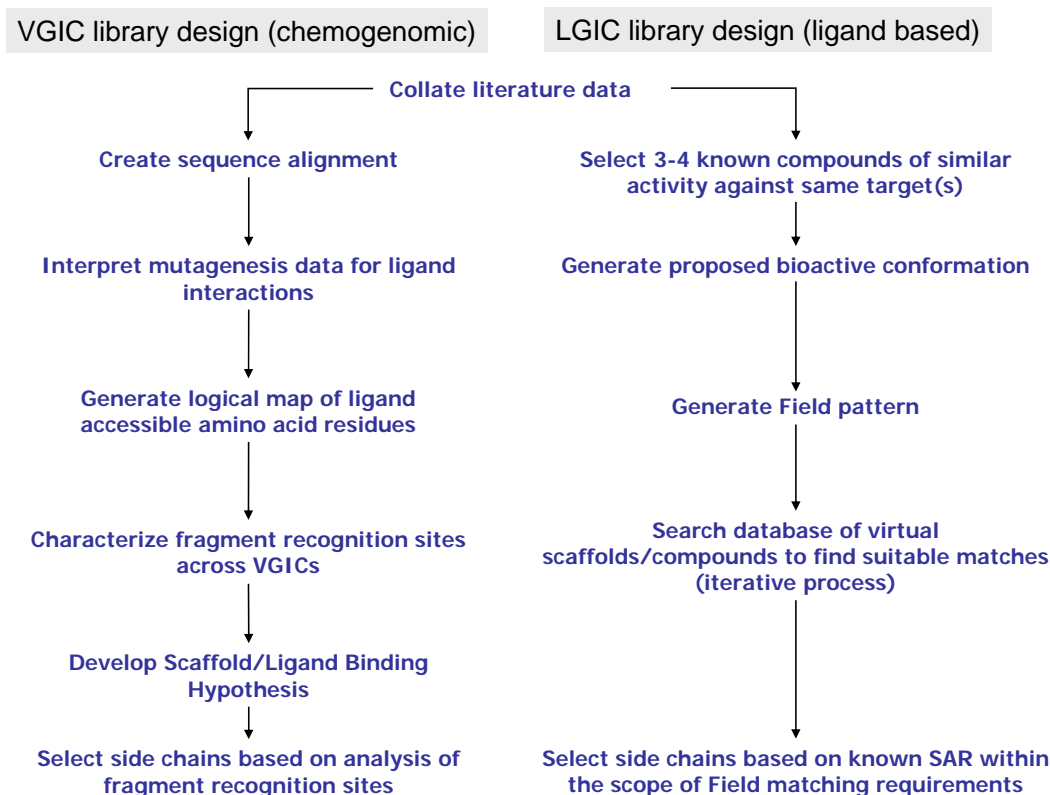 VGIC library design (chemogenomic)
LGIC library design (ligand based)
Collate literature data
Create sequence alignment
Interpret mutagenesis data for ligand
interactions
Generate logical map of ligand
accessible amino acid residues
Characterize fragment recognition sites
across VGICs
Develop Scaffold/Ligand Binding
Hypothesis
Select side chains based on analysis of
fragment recognition sites
Select 3-4 known compounds of similar
activity against same target(s)
Generate proposed bioactive conformation
Generate Field pattern
Search database of virtual
scaffolds/compounds to find suitable matches
(iterative process)
Select side chains based on known SAR within
the scope of Field matching requirements